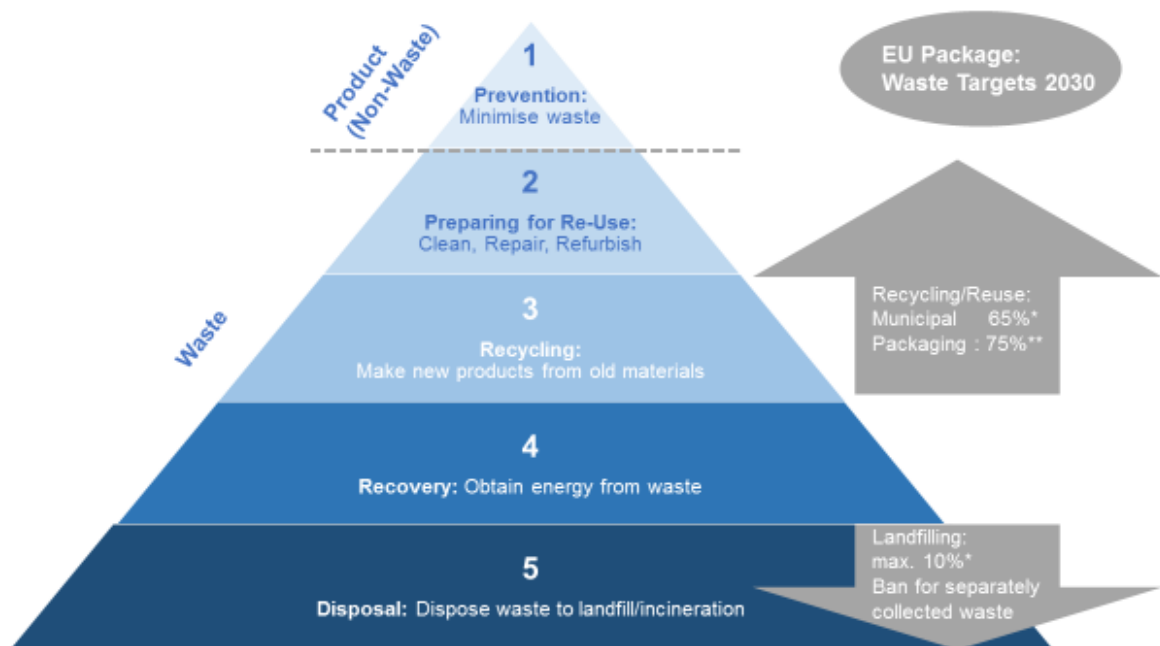 Product
(Non-Waste)
1
Prevention:
Minimise waste
2
Preparing for Re-Use:
Clean, Repair, Refurbish
Waste
3
Recycling:
Make new products from old materials
4
Recovery: Obtain energy from waste
5
Disposal: Dispose waste to landfill/incineration
EU Package:
Waste Targets 2030
Recycling/Reuse:
Municipal 65%*
Packaging : 75%**
Landfilling:
max. 10%*
Ban for separately
collected waste